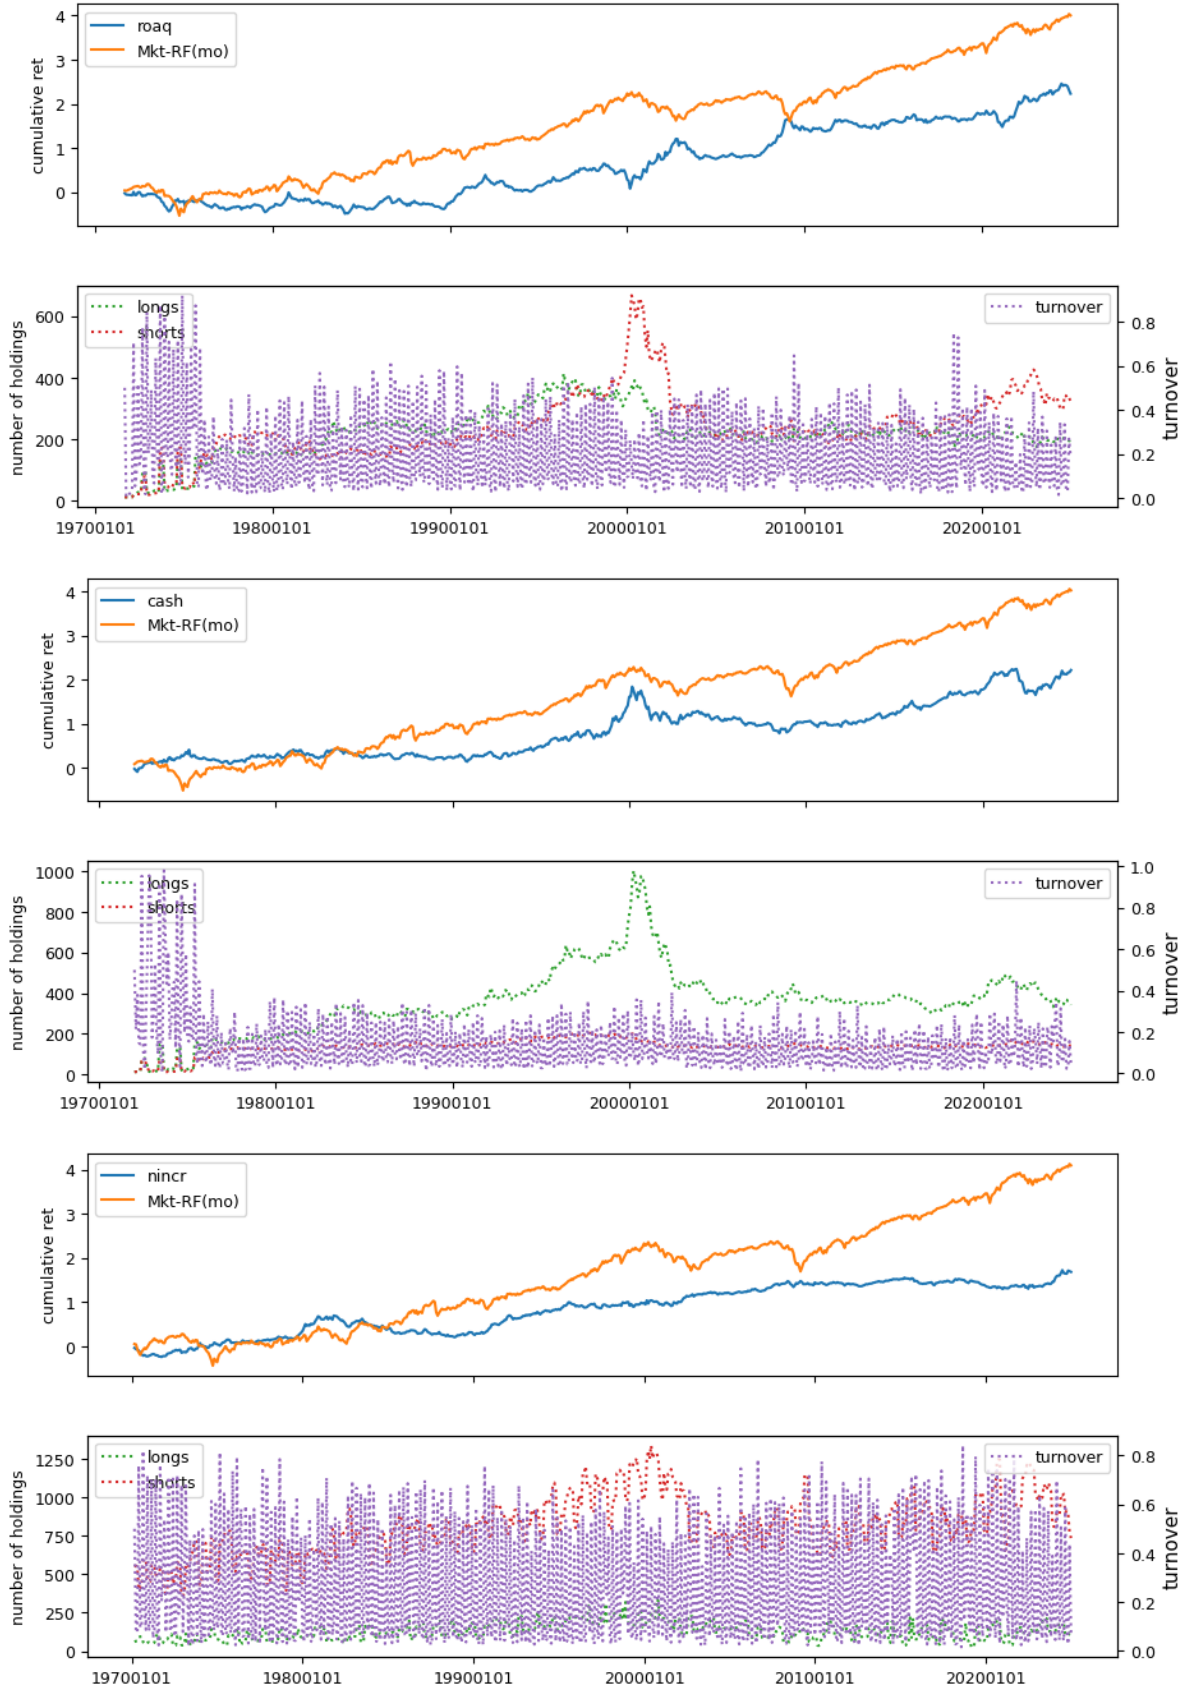 4
3
2
1
0
cumulative ret
roaq
Mkt-RF(mo)
600
400
200
0
number of holdings
longs
shorts
turnover
0.8
0.6
0.4
0.2
0.0
turnover
19700101 19800101 19900101 20000101 20100101 20200101
4
3
2
1
0
cumulative ret
cash
Mkt-RF(mo)
1000
800
600
400
200
0
number of holdings
longs
shorts
turnover
1.0
0.8
0.6
0.4
0.2
0.0
turnover
19700101 19800101 19900101 20000101 20100101 20200101
4
3
2
1
0
cumulative ret
nincr
Mkt-RF(mo)
1250
1000
750
500
250
0
number of holdings
longs
shorts
turnover
0.8
0.6
0.4
0.2
0.0
turnover
19700101 19800101 19900101 20000101 20100101 20200101